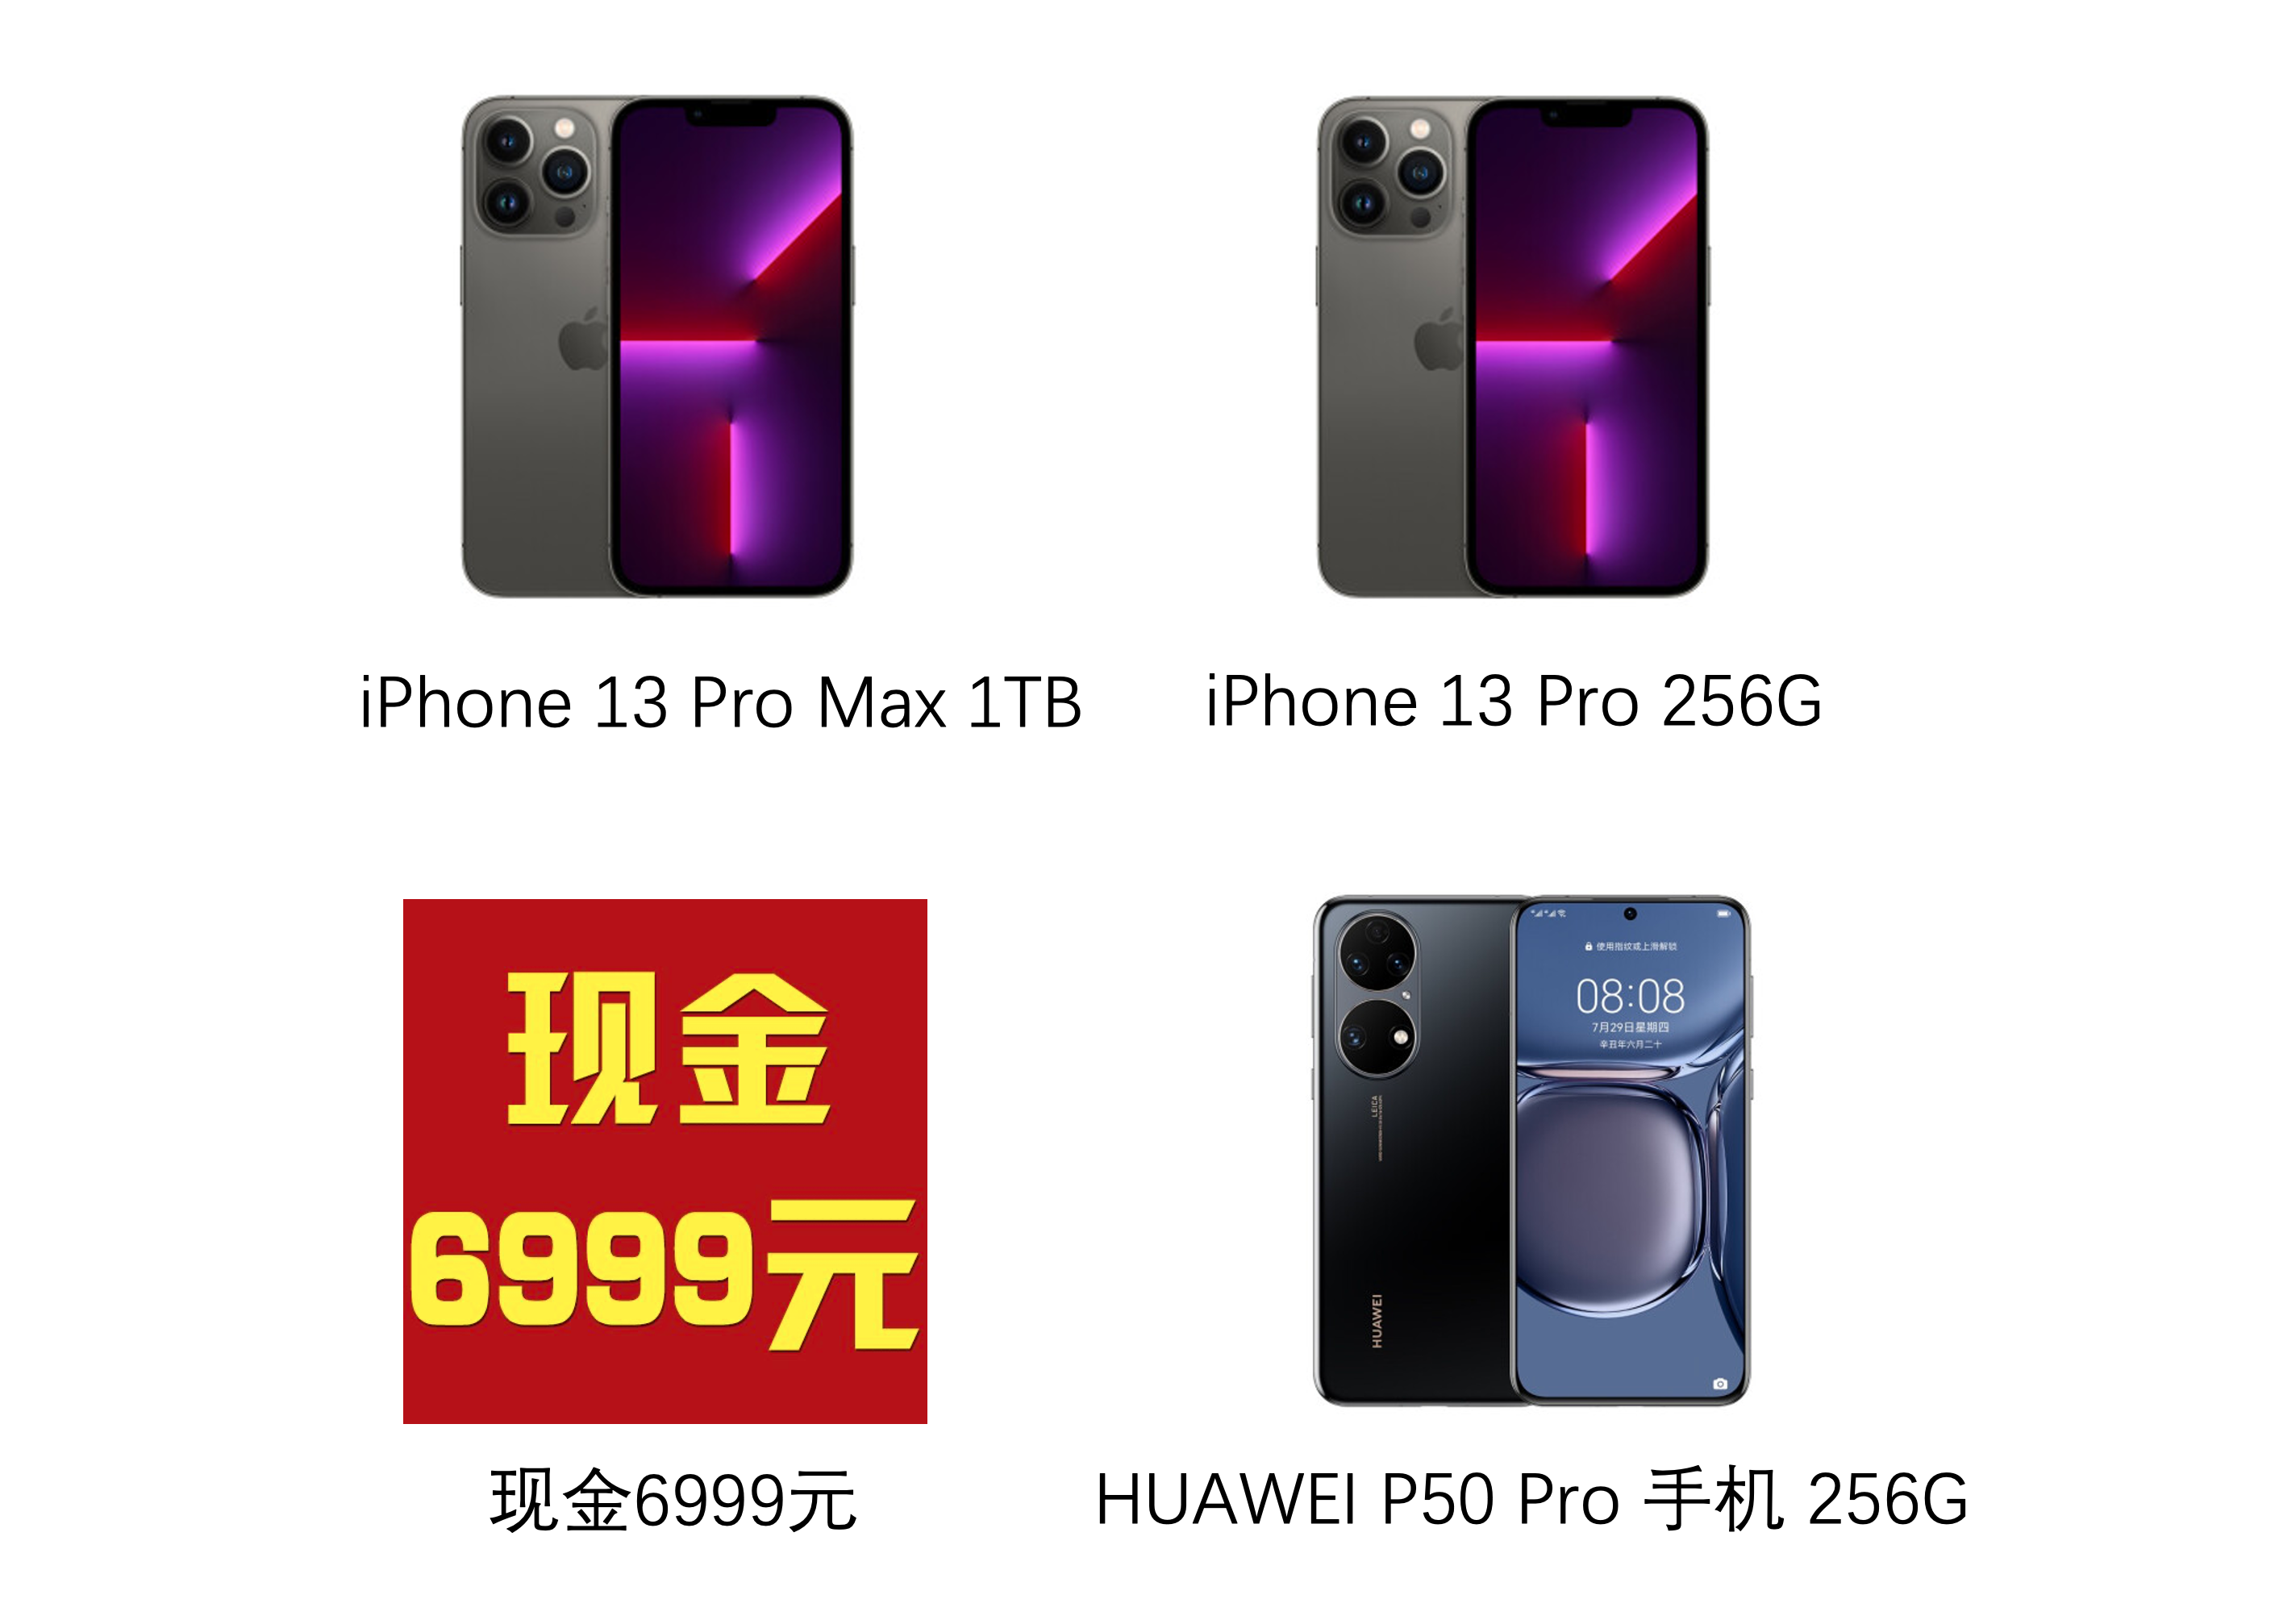 iPhone 13 Pro Max 1TB
iPhone 13 Pro 256G
现金
6999元
使用指纹或上滑解锁
08:08
7月29日星期四
辛丑年六月二十
LEICA
HUAWEI
现金6999元
HUAWEI P50 Pro 手机 256G